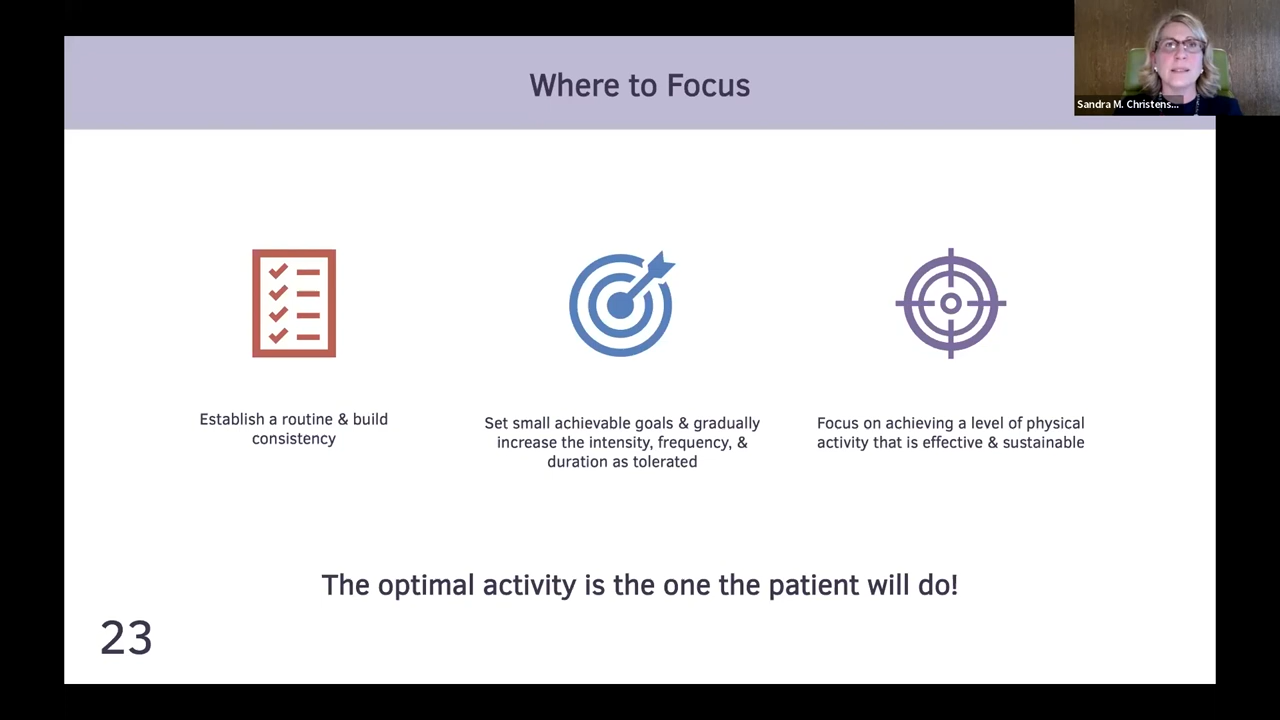 Where to Focus
Sandra M. Christens...
Establish a routine & build
consistency
Set small achievable goals & gradually
increase the intensity, frequency, &
duration as tolerated
Focus on achieving a level of physical
activity that is effective & sustainable
The optimal activity is the one the patient will do!
23